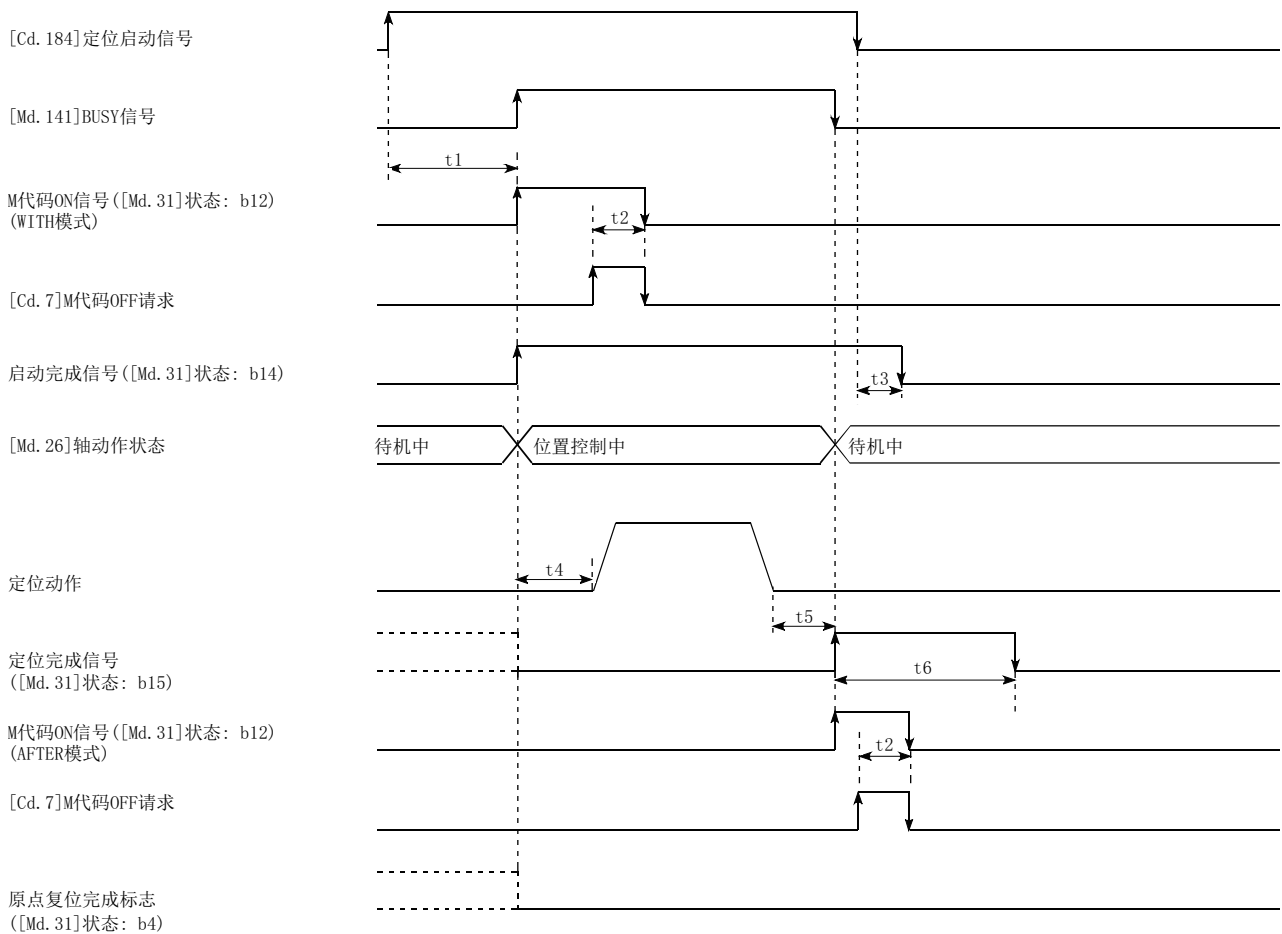 [Cd.184]定位启动信号
[Md.141]BUSY信号
t1
M代码ON信号([Md.31]状态: b12)
(WITH模式)
t2
[Cd.7]M代码OFF请求
启动完成信号([Md.31]状态: b14)
t3
[Md.26]轴动作状态
待机中
位置控制中
待机中
定位动作
t4
t5
定位完成信号
([Md.31]状态: b15)
t6
M代码ON信号([Md.31]状态: b12)
(AFTER模式)
t2
[Cd.7]M代码OFF请求
原点复位完成标志
([Md.31]状态: b4)